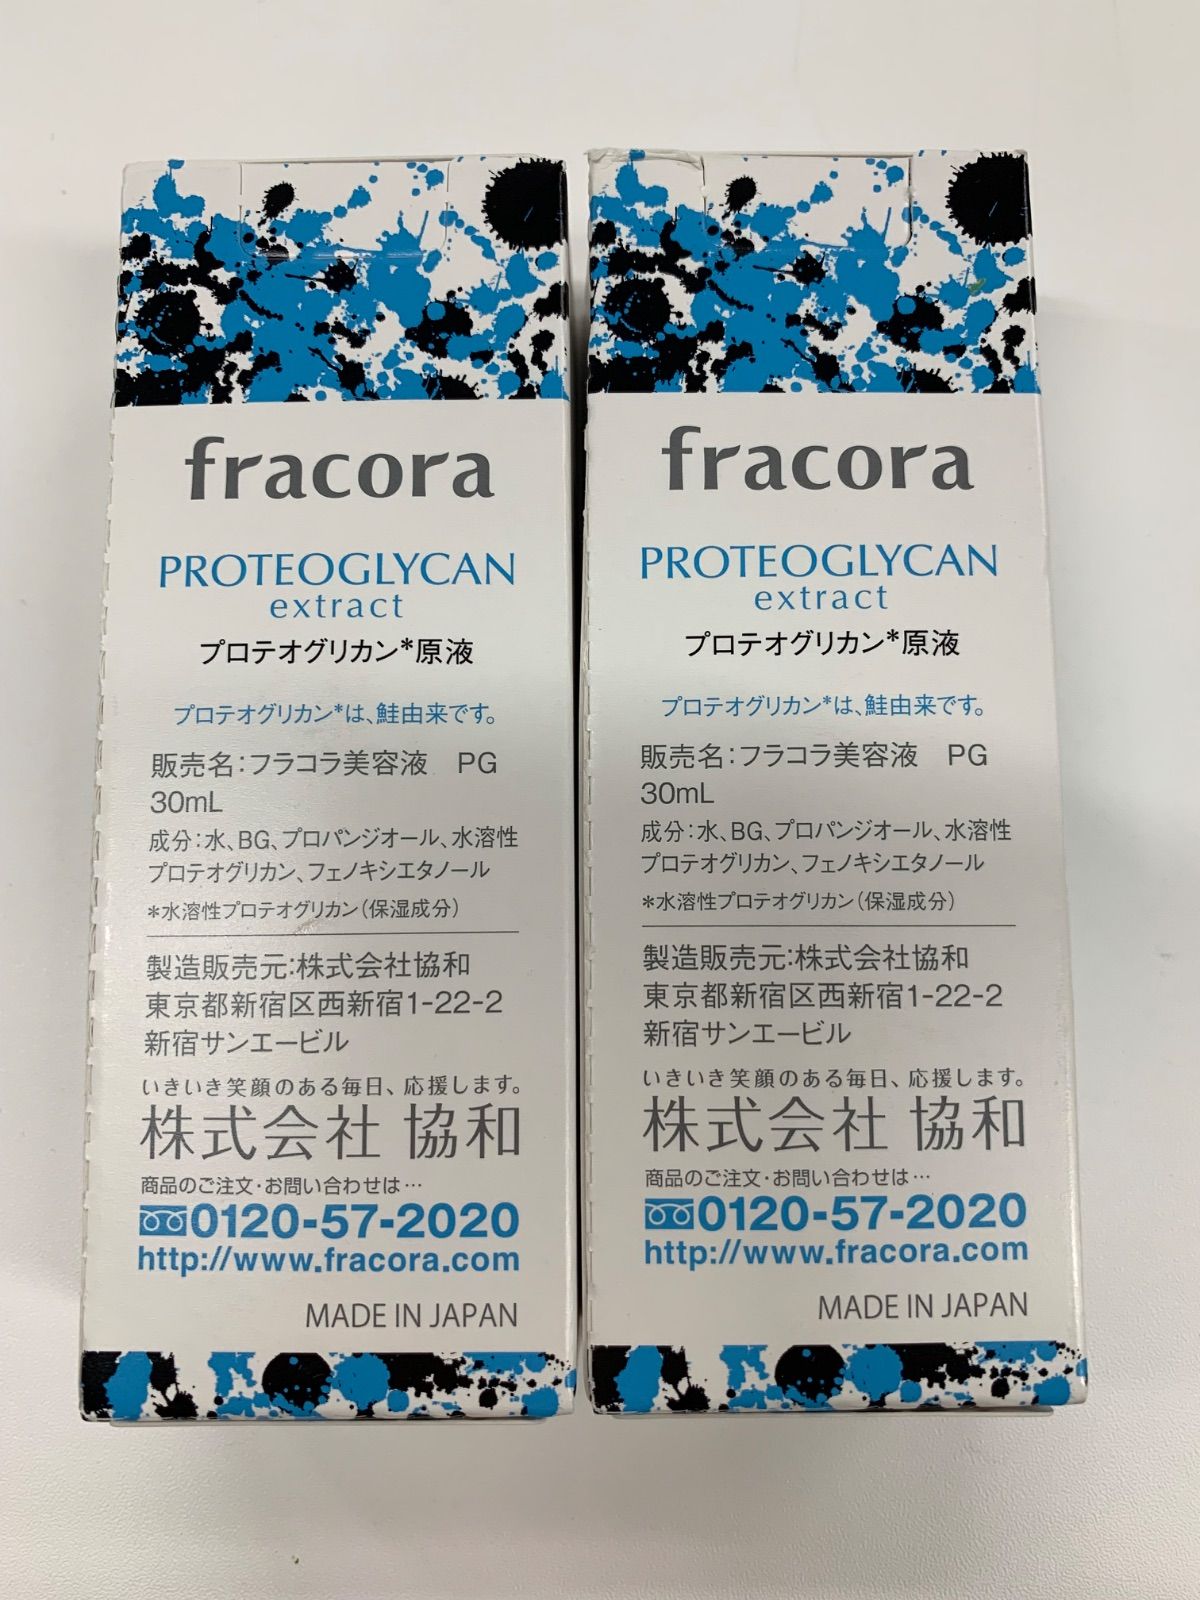 fracora
PROTEOGLYCAN
extract
プロテオグリカン*原液
プロテオグリカン*は、鮭由来です。
販売名:フラコラ美容液 PG
30mL
成分:水、BG、プロパンジオール、水溶性
プロテオグリカン、フェノキシエタノール
*水溶性プロテオグリカン(保湿成分)
製造販売元:株式会社協和
東京都新宿区西新宿1-22-2
新宿サンエービル
いきいき笑顔のある毎日、応援します。
株式会社 協和
商品のご注文・お問い合わせは…
0120-57-2020
http://www.fracora.com
MADE IN JAPAN
fracora
PROTEOGLYCAN
extract
プロテオグリカン*原液
プロテオグリカン*は、鮭由来です。
販売名:フラコラ美容液 PG
30mL
成分:水、BG、プロパンジオール、水溶性
プロテオグリカン、フェノキシエタノール
*水溶性プロテオグリカン(保湿成分)
製造販売元:株式会社協和
東京都新宿区西新宿1-22-2
新宿サンエービル
いきいき笑顔のある毎日、応援します。
株式会社 協和
商品のご注文・お問い合わせは…
0120-57-2020
http://www.fracora.com
MADE IN JAPAN